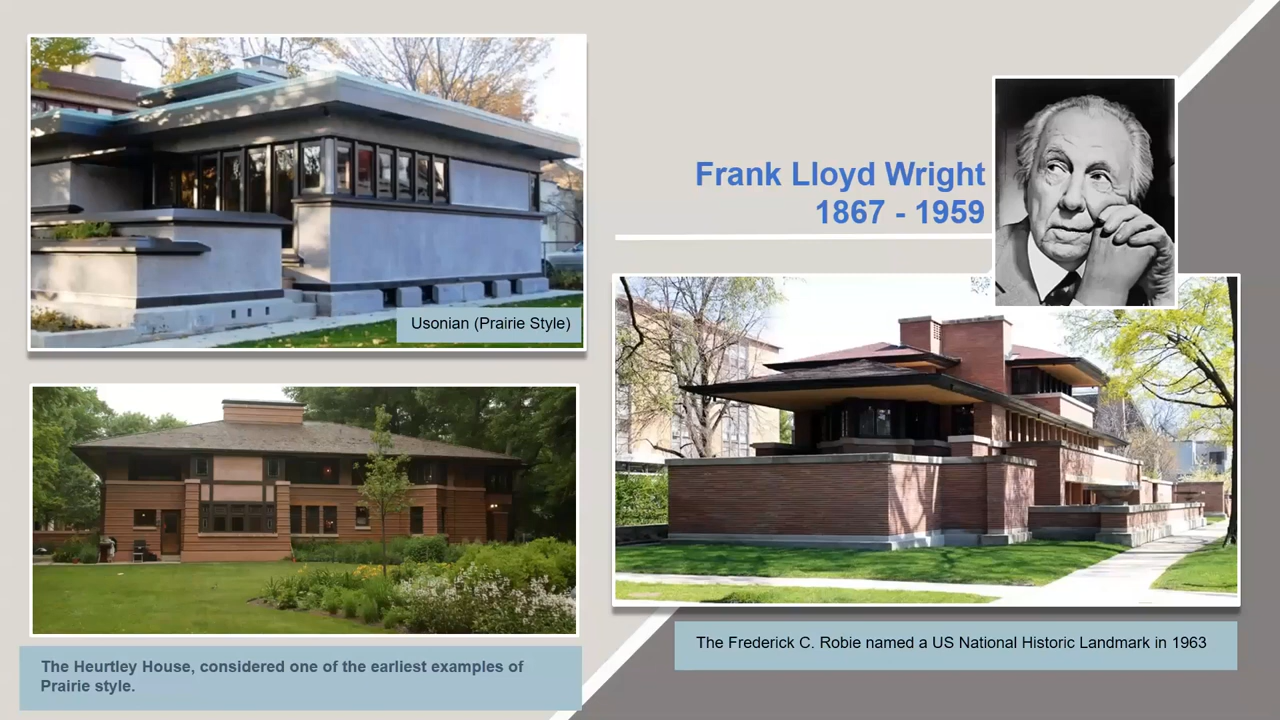 Frank Lloyd Wright
1867 - 1959
Usonian (Prairie Style)
The Heurtley House, considered one of the earliest examples of
Prairie style.
The Frederick C. Robie named a US National Historic Landmark in 1963